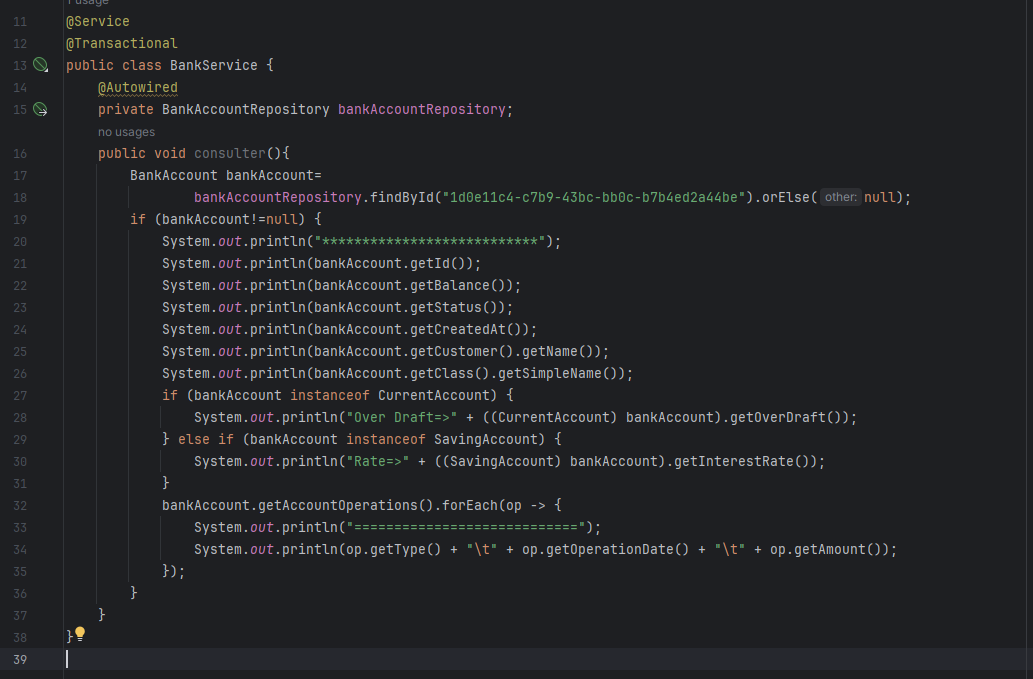 1 usage
11 @Service
12 @Transactional
13 public class BankService {
14 @Autowired
15 private BankAccountRepository bankAccountRepository;
no usages
16 public void consulter(){
17 BankAccount bankAccount=
18 bankAccountRepository.findById("1d0e11c4-c7b9-43bc-bb0c-b7b4ed2a44be").orElse( other: null);
19 if (bankAccount!=null) {
20 System.out.println("***************************");
21 System.out.println(bankAccount.getId());
22 System.out.println(bankAccount.getBalance());
23 System.out.println(bankAccount.getStatus());
24 System.out.println(bankAccount.getCreatedAt());
25 System.out.println(bankAccount.getCustomer().getName());
26 System.out.println(bankAccount.getClass().getSimpleName());
27 if (bankAccount instanceof CurrentAccount) {
28 System.out.println("Over Draft=>" + ((CurrentAccount) bankAccount).getOverDraft());
29 } else if (bankAccount instanceof SavingAccount) {
30 System.out.println("Rate=>" + ((SavingAccount) bankAccount).getInterestRate());
31 }
32 bankAccount.getAccountOperations().forEach(op -> {
33 System.out.println("============================");
34 System.out.println(op.getType() + "\t" + op.getOperationDate() + "\t" + op.getAmount());
35 });
36 }
37 }
38 }
39